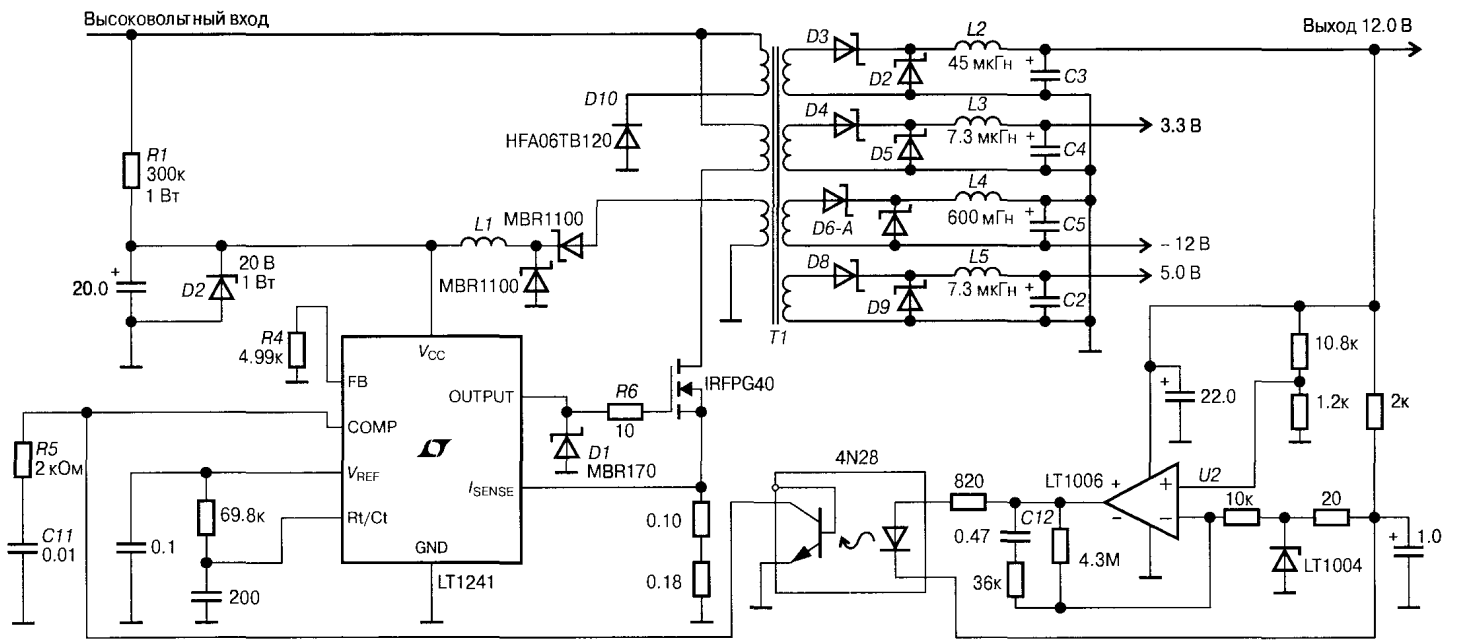 Высоковольтный вход
Выход 12.0 В
D3
L2
45 мкГн
+
D2
C3
D10
HFA06TB120
D4
L3
7.3 мкГн
+
3.3 В
D5
C4
R1
300к
1 Вт
L4
600 мГн
+
D6-A
C5
– 12 В
L1
MBR1100
MBR1100
D8
L5
7.3 мкГн
+
5.0 В
D9
C2
T1
+
20.0
D2
20 В
1 Вт
R4
4.99к
VCC
FB
OUTPUT
COMP
VREF
ISENSE
Rt/Ct
GND
LT1241
R6
10
IRFPG40
D1
MBR170
R5
2 кОм
C11
0.01
0.1
69.8к
200
0.10
0.18
4N28
820
C12
0.47
36к
4.3М
LT1006
+
–
+
–
U2
+
22.0
10.8к
1.2к
2к
10к
20
LT1004
+
1.0